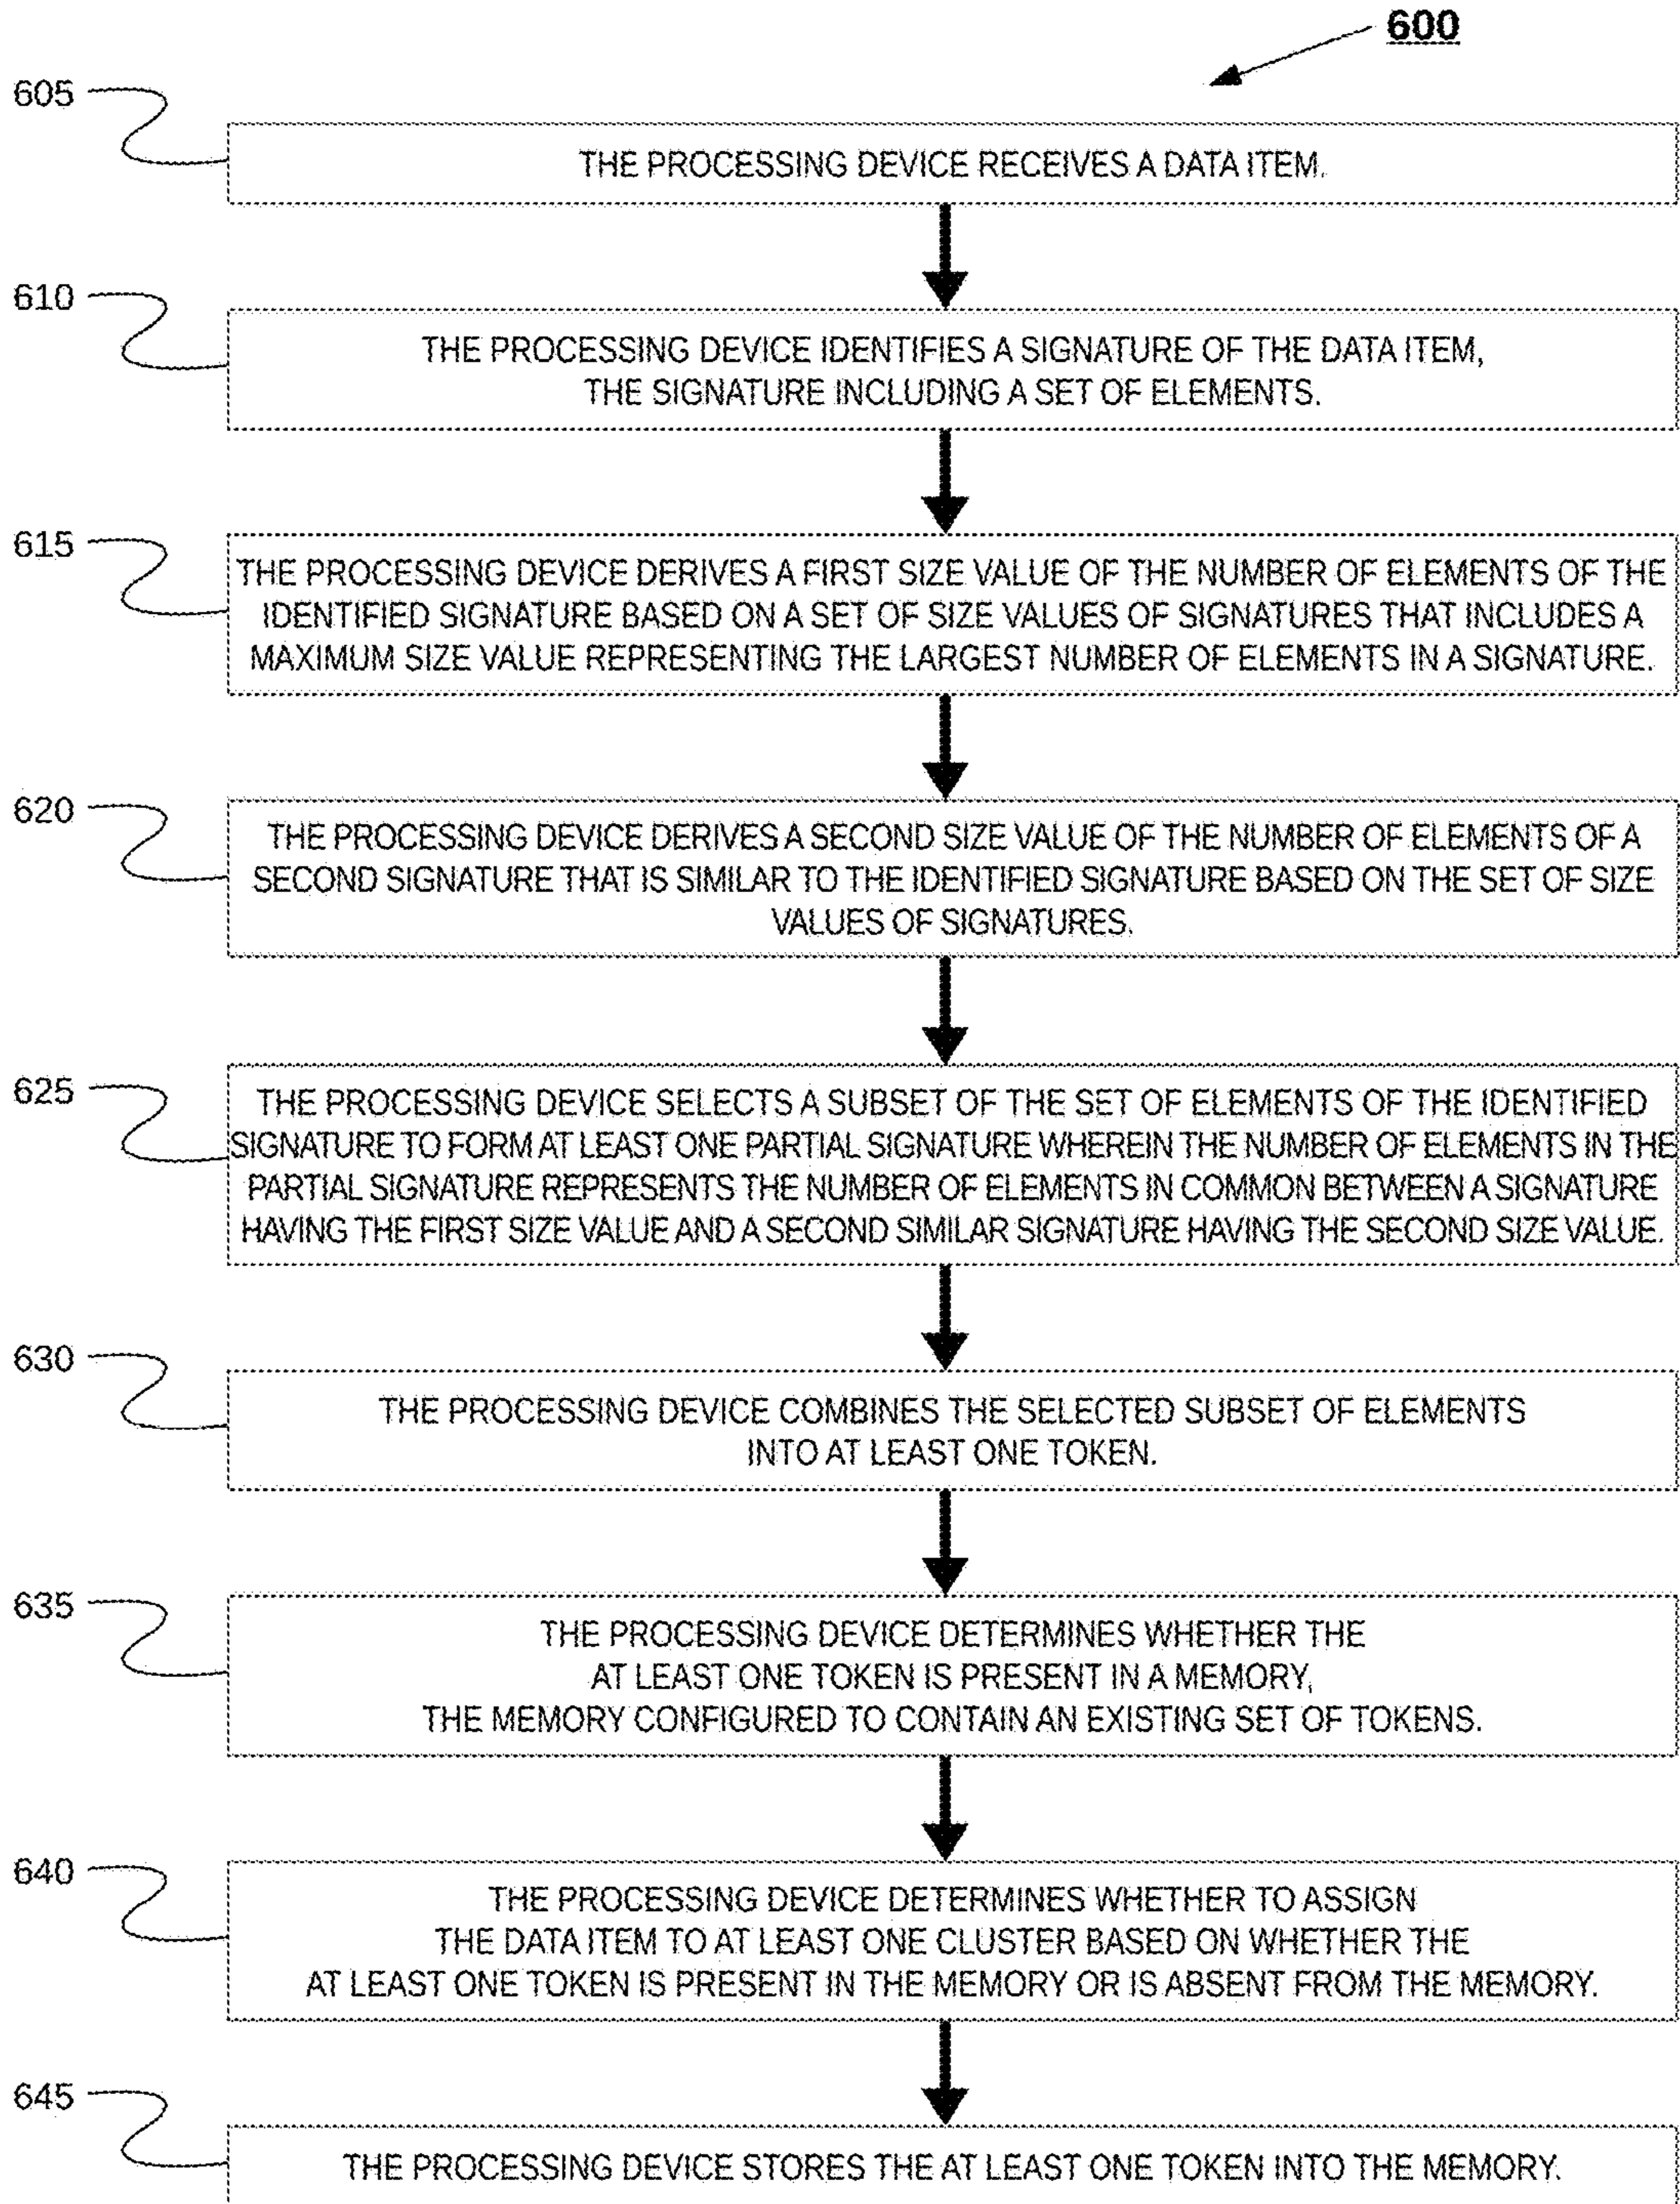 600
605
THE PROCESSING DEVICE RECEIVES A DATA ITEM.
610
THE PROCESSING DEVICE IDENTIFIES A SIGNATURE OF THE DATA ITEM,
THE SIGNATURE INCLUDING A SET OF ELEMENTS.
615
THE PROCESSING DEVICE DERIVES A FIRST SIZE VALUE OF THE NUMBER OF ELEMENTS OF THE
IDENTIFIED SIGNATURE BASED ON A SET OF SIZE VALUES OF SIGNATURES THAT INCLUDES A
MAXIMUM SIZE VALUE REPRESENTING THE LARGEST NUMBER OF ELEMENTS IN A SIGNATURE.
620
THE PROCESSING DEVICE DERIVES A SECOND SIZE VALUE OF THE NUMBER OF ELEMENTS OF A
SECOND SIGNATURE THAT IS SIMILAR TO THE IDENTIFIED SIGNATURE BASED ON THE SET OF SIZE
VALUES OF SIGNATURES.
625
THE PROCESSING DEVICE SELECTS A SUBSET OF THE SET OF ELEMENTS OF THE IDENTIFIED
SIGNATURE TO FORM AT LEAST ONE PARTIAL SIGNATURE WHEREIN THE NUMBER OF ELEMENTS IN THE
PARTIAL SIGNATURE REPRESENTS THE NUMBER OF ELEMENTS IN COMMON BETWEEN A SIGNATURE
HAVING THE FIRST SIZE VALUE AND A SECOND SIMILAR SIGNATURE HAVING THE SECOND SIZE VALUE.
630
THE PROCESSING DEVICE COMBINES THE SELECTED SUBSET OF ELEMENTS
INTO AT LEAST ONE TOKEN.
635
THE PROCESSING DEVICE DETERMINES WHETHER THE
AT LEAST ONE TOKEN IS PRESENT IN A MEMORY,
THE MEMORY CONFIGURED TO CONTAIN AN EXISTING SET OF TOKENS.
640
THE PROCESSING DEVICE DETERMINES WHETHER TO ASSIGN
THE DATA ITEM TO AT LEAST ONE CLUSTER BASED ON WHETHER THE
AT LEAST ONE TOKEN IS PRESENT IN THE MEMORY OR IS ABSENT FROM THE MEMORY.
645
THE PROCESSING DEVICE STORES THE AT LEAST ONE TOKEN INTO THE MEMORY.